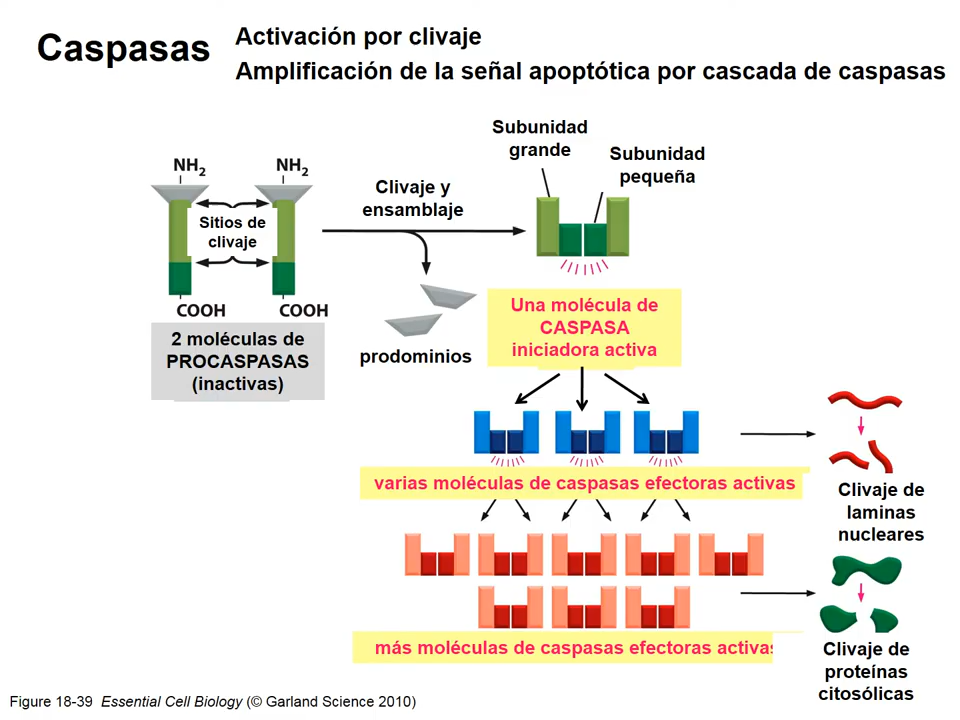 Caspasas
Activación por clivaje
Amplificación de la señal apoptótica por cascada de caspasas
Subunidad
grande
Subunidad
pequeña
NH2
NH2
Clivaje y
ensamblaje
Sitios de
clivaje
COOH
COOH
2 moléculas de
PROCASPASAS
(inactivas)
prodominios
Una molécula de
CASPASA
iniciadora activa
varias moléculas de caspasas efectoras activas
Clivaje de
laminas
nucleares
más moléculas de caspasas efectoras activas
Clivaje de
proteínas
citosólicas
Figure 18-39 Essential Cell Biology (© Garland Science 2010)